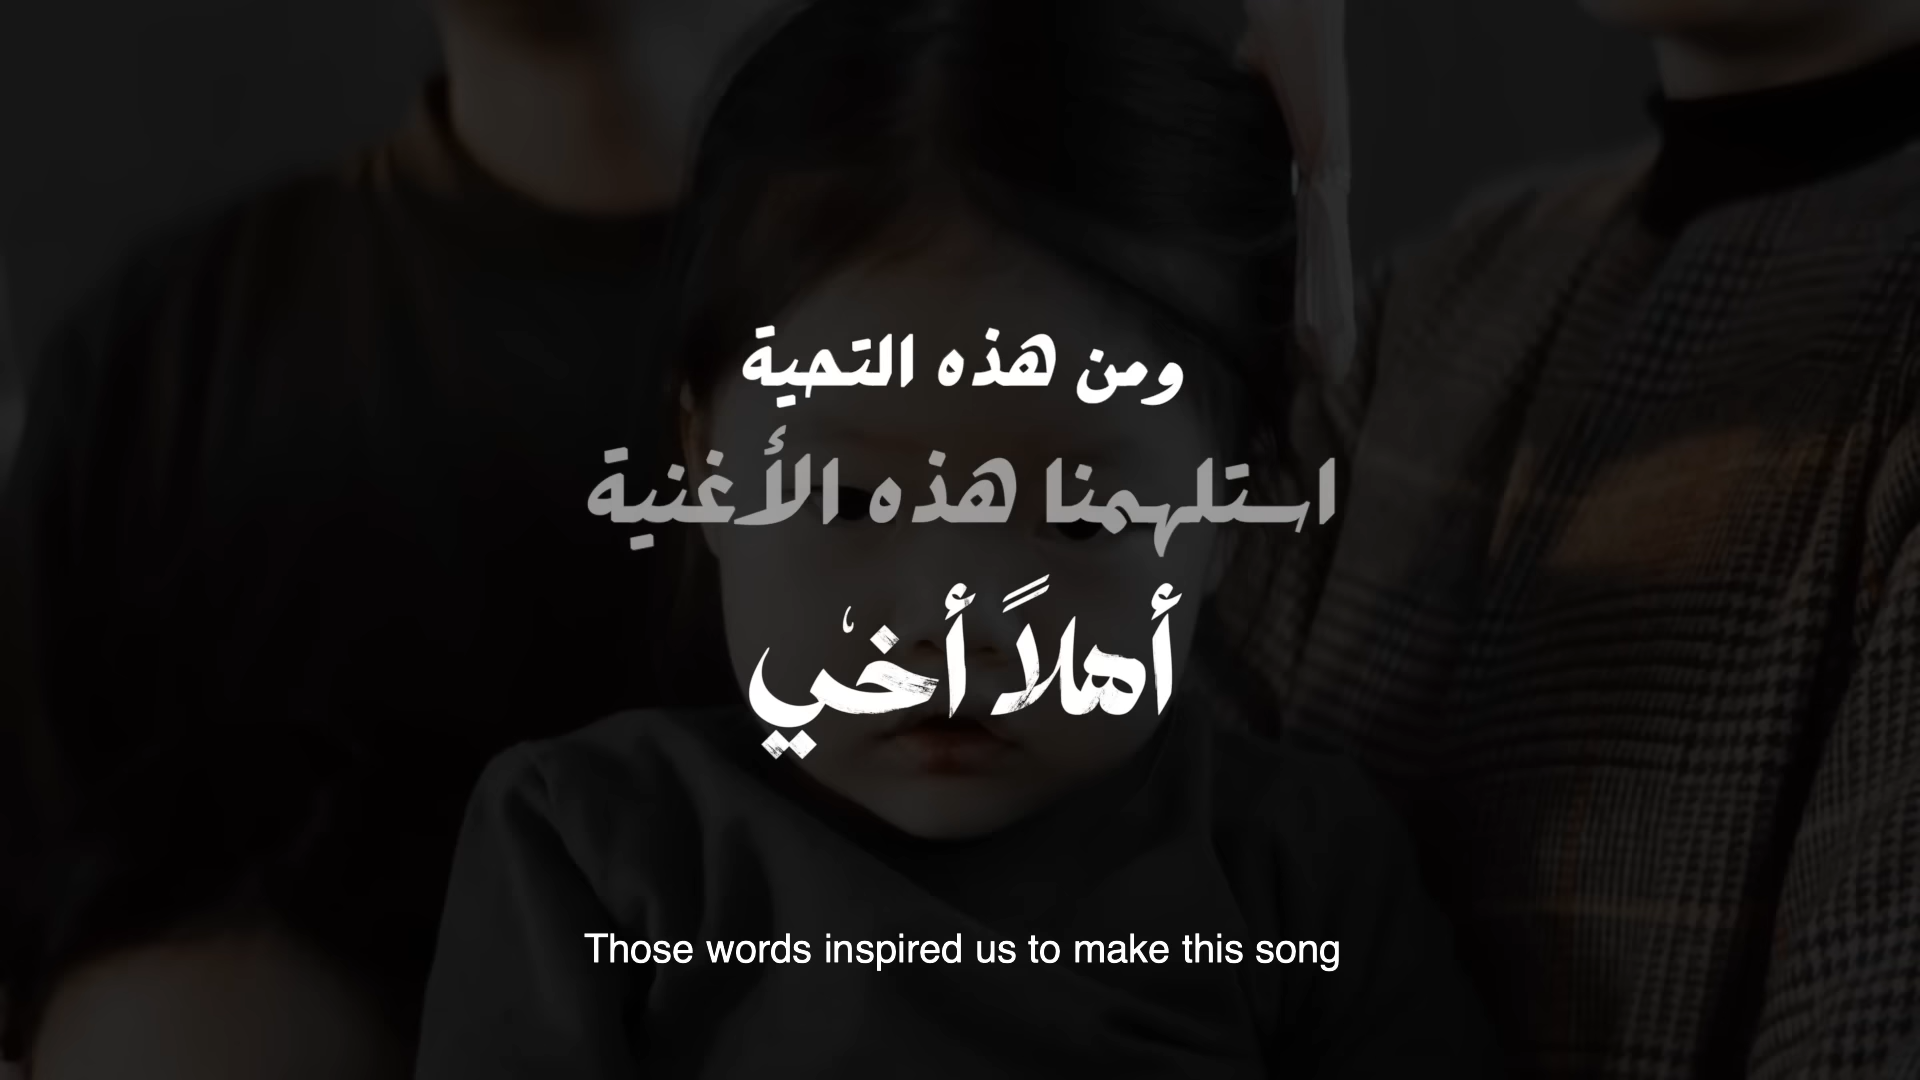 ومن هذه التحية
استلهمنا هذه الأغنية
أهلاً أخي
Those words inspired us to make this song